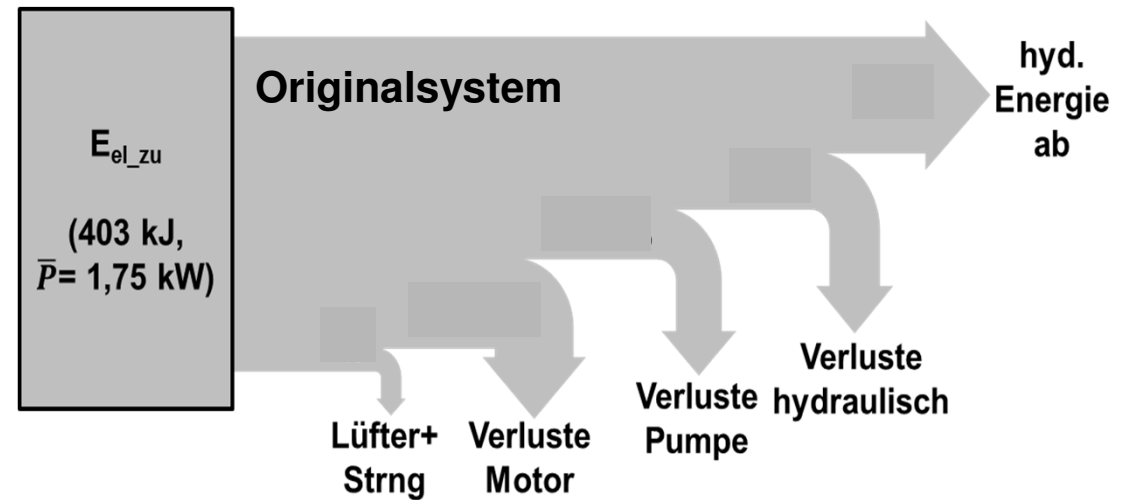 Originalsystem
E_el_zu
(403 kJ,
P̅= 1,75 kW)
hyd.
Energie
ab
Verluste
hydraulisch
Verluste
Pumpe
Lüfter+
Strng
Verluste
Motor